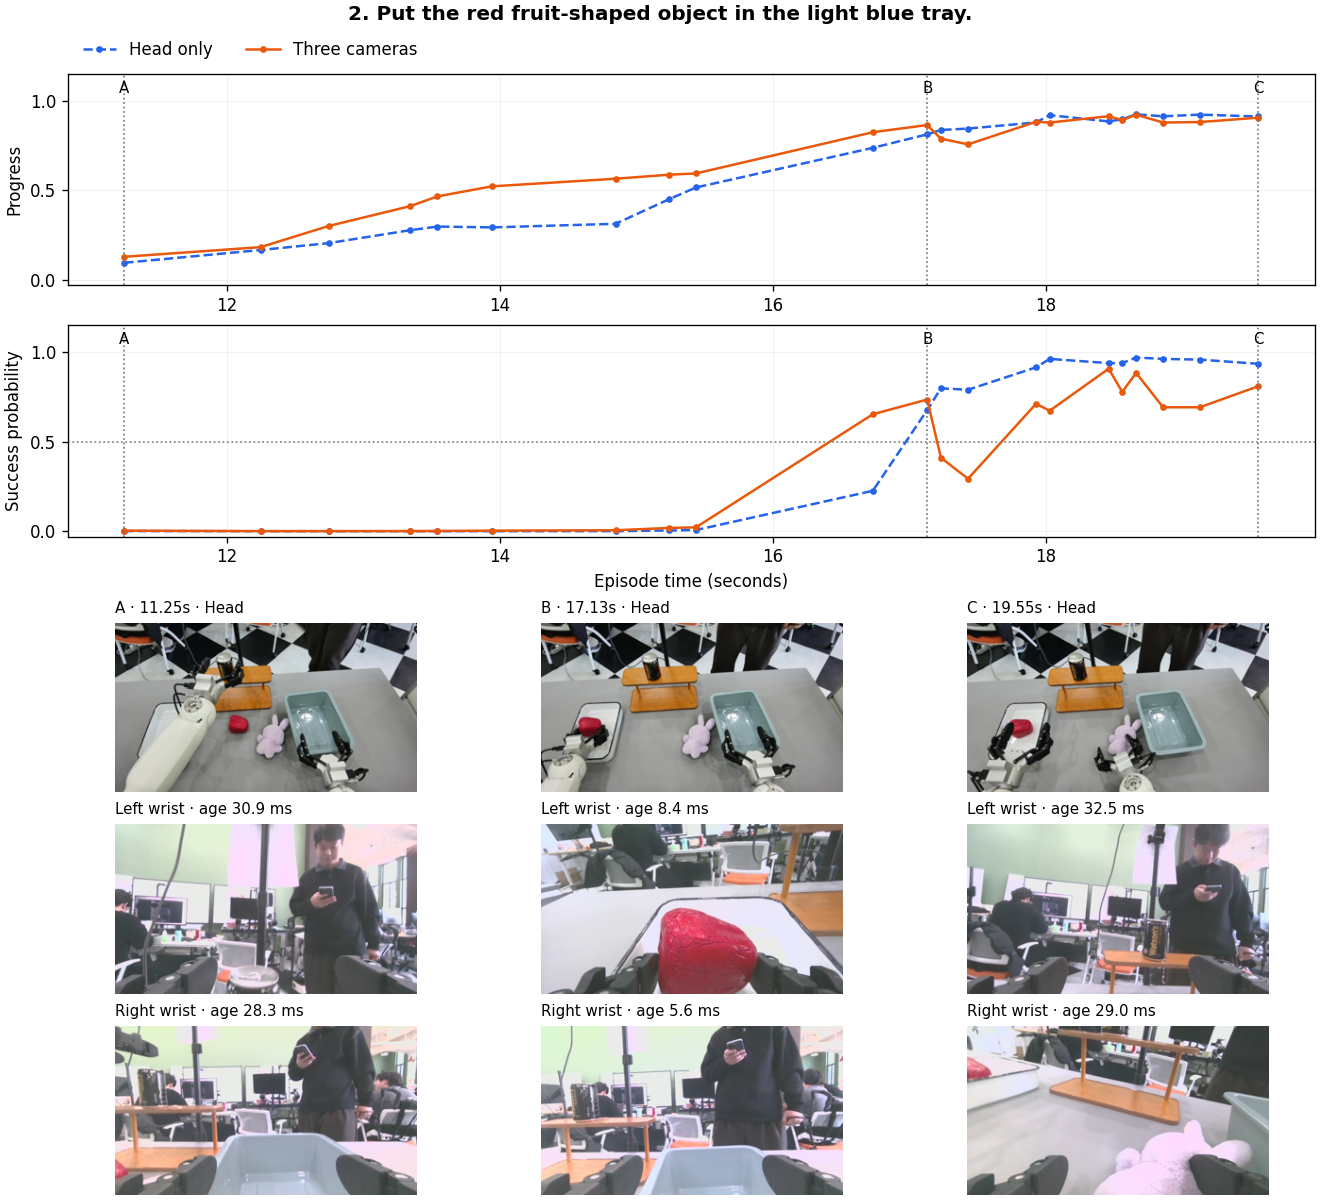 2. Put the red fruit-shaped object in the light blue tray.
Head only
Three cameras
A
B
C
1.0
0.5
0.0
Progress
12
14
16
18
A
B
C
1.0
0.5
0.0
Success probability
12
14
16
18
Episode time (seconds)
A · 11.25s · Head
B · 17.13s · Head
C · 19.55s · Head
Left wrist · age 30.9 ms
Left wrist · age 8.4 ms
Left wrist · age 32.5 ms
Right wrist · age 28.3 ms
Right wrist · age 5.6 ms
Right wrist · age 29.0 ms